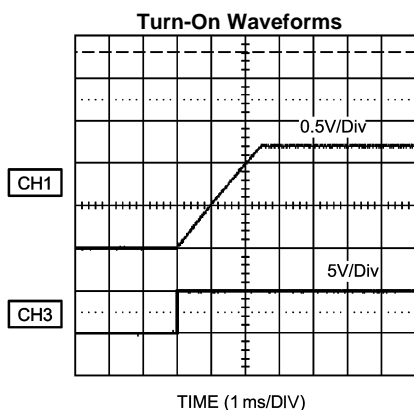 Turn-On Waveforms
0.5V/Div
CH1
5V/Div
CH3
TIME (1 ms/DIV)